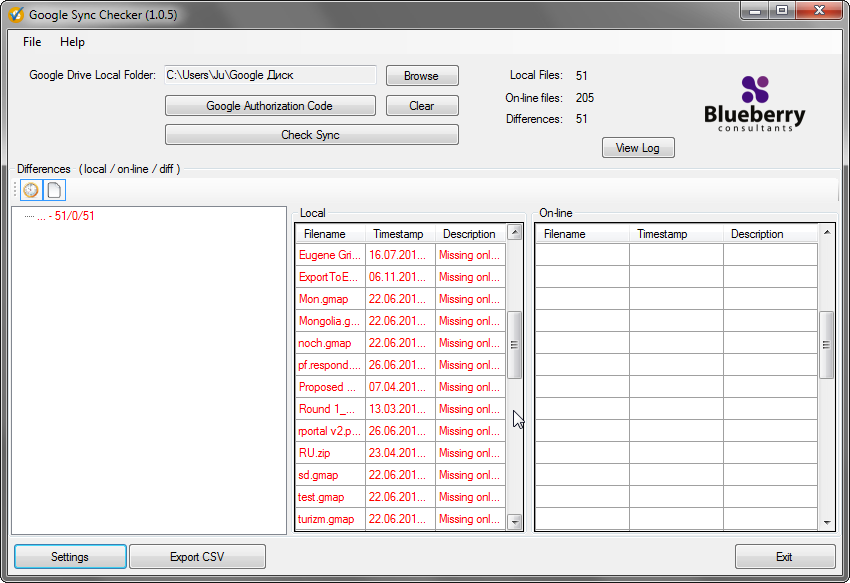 Google Sync Checker (1.0.5)
File Help
Google Drive Local Folder: C:\Users\Ju\Google Диск Browse
Google Authorization Code Clear
Check Sync
Local Files: 51
On-line files: 205
Differences: 51
View Log
Blueberry
consultants
Differences ( local / on-line / diff )
... - 51/0/51
Local
Filename Timestamp Description
Eugene Gri... 16.07.201... Missing onl...
ExportToE... 06.11.201... Missing onl...
Mon.gmap 22.06.201... Missing onl...
Mongolia.g... 22.06.201... Missing onl...
noch.gmap 22.06.201... Missing onl...
pf.respond.... 26.06.201... Missing onl...
Proposed ... 07.04.201... Missing onl...
Round 1_... 13.03.201... Missing onl...
rportal v2.p... 26.06.201... Missing onl...
RU.zip 23.04.201... Missing onl...
sd.gmap 22.06.201... Missing onl...
test.gmap 22.06.201... Missing onl...
turizm.gmap 22.06.201... Missing onl...
On-line
Filename Timestamp Description
Settings Export CSV Exit